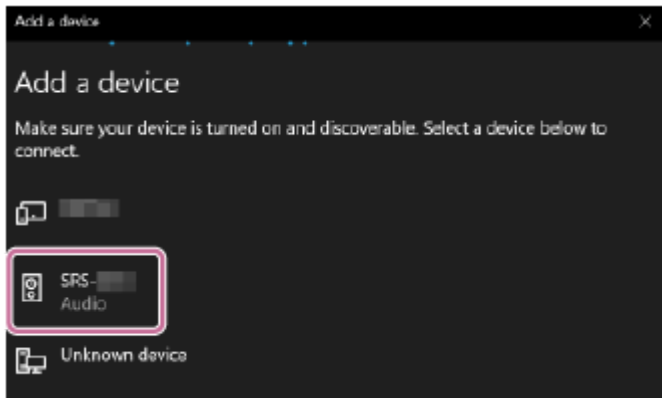 Add a device
Add a device
Make sure your device is turned on and discoverable. Select a device below to
connect.
SRS-
Audio
Unknown device